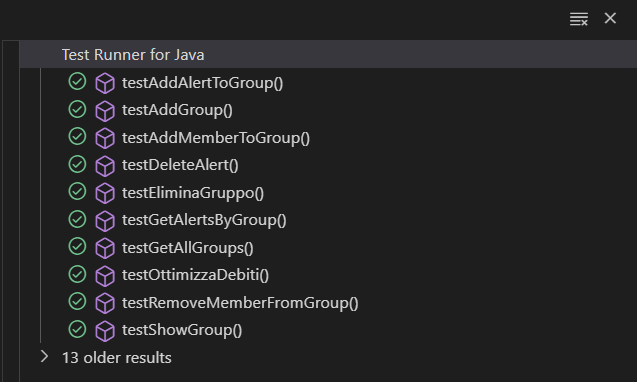 Test Runner for Java
testAddAlertToGroup()
testAddGroup()
testAddMemberToGroup()
testDeleteAlert()
testEliminaGruppo()
testGetAlertsByGroup()
testGetAllGroups()
testOttimizzaDebiti()
testRemoveMemberFromGroup()
testShowGroup()
13 older results